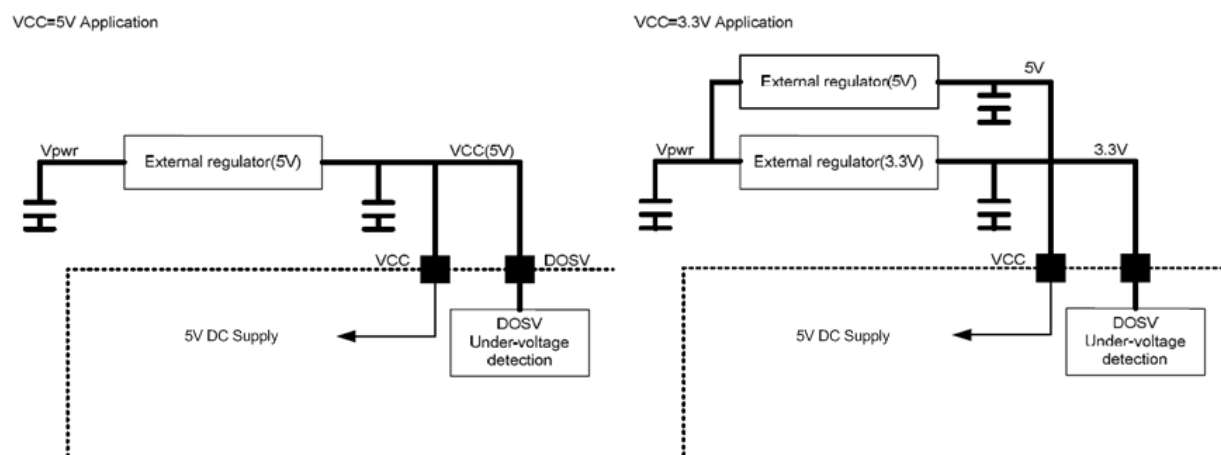 VCC=5V Application
Vpwr
External regulator(5V)
VCC(5V)
VCC
DOSV
5V DC Supply
DOSV
Under-voltage
detection
VCC=3.3V Application
External regulator(5V)
5V
Vpwr
External regulator(3.3V)
3.3V
VCC
5V DC Supply
DOSV
Under-voltage
detection